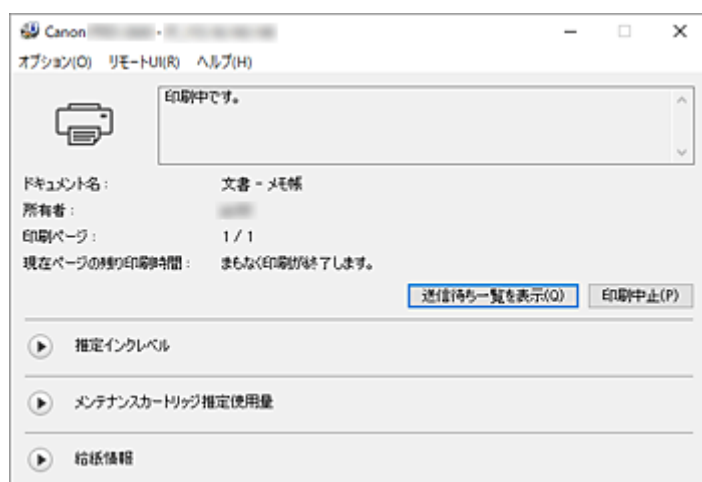 Canon
オプション(O) リモートUI(R) ヘルプ(H)
印刷中です。
ドキュメント名: 文書 - メモ帳
所有者:
印刷ページ: 1 / 1
現在ページの残り印刷時間: まもなく印刷が終了します。
送信待ち一覧を表示(Q) 印刷中止(P)
推定インクレベル
メンテナンスカートリッジ推定使用量
給紙情報